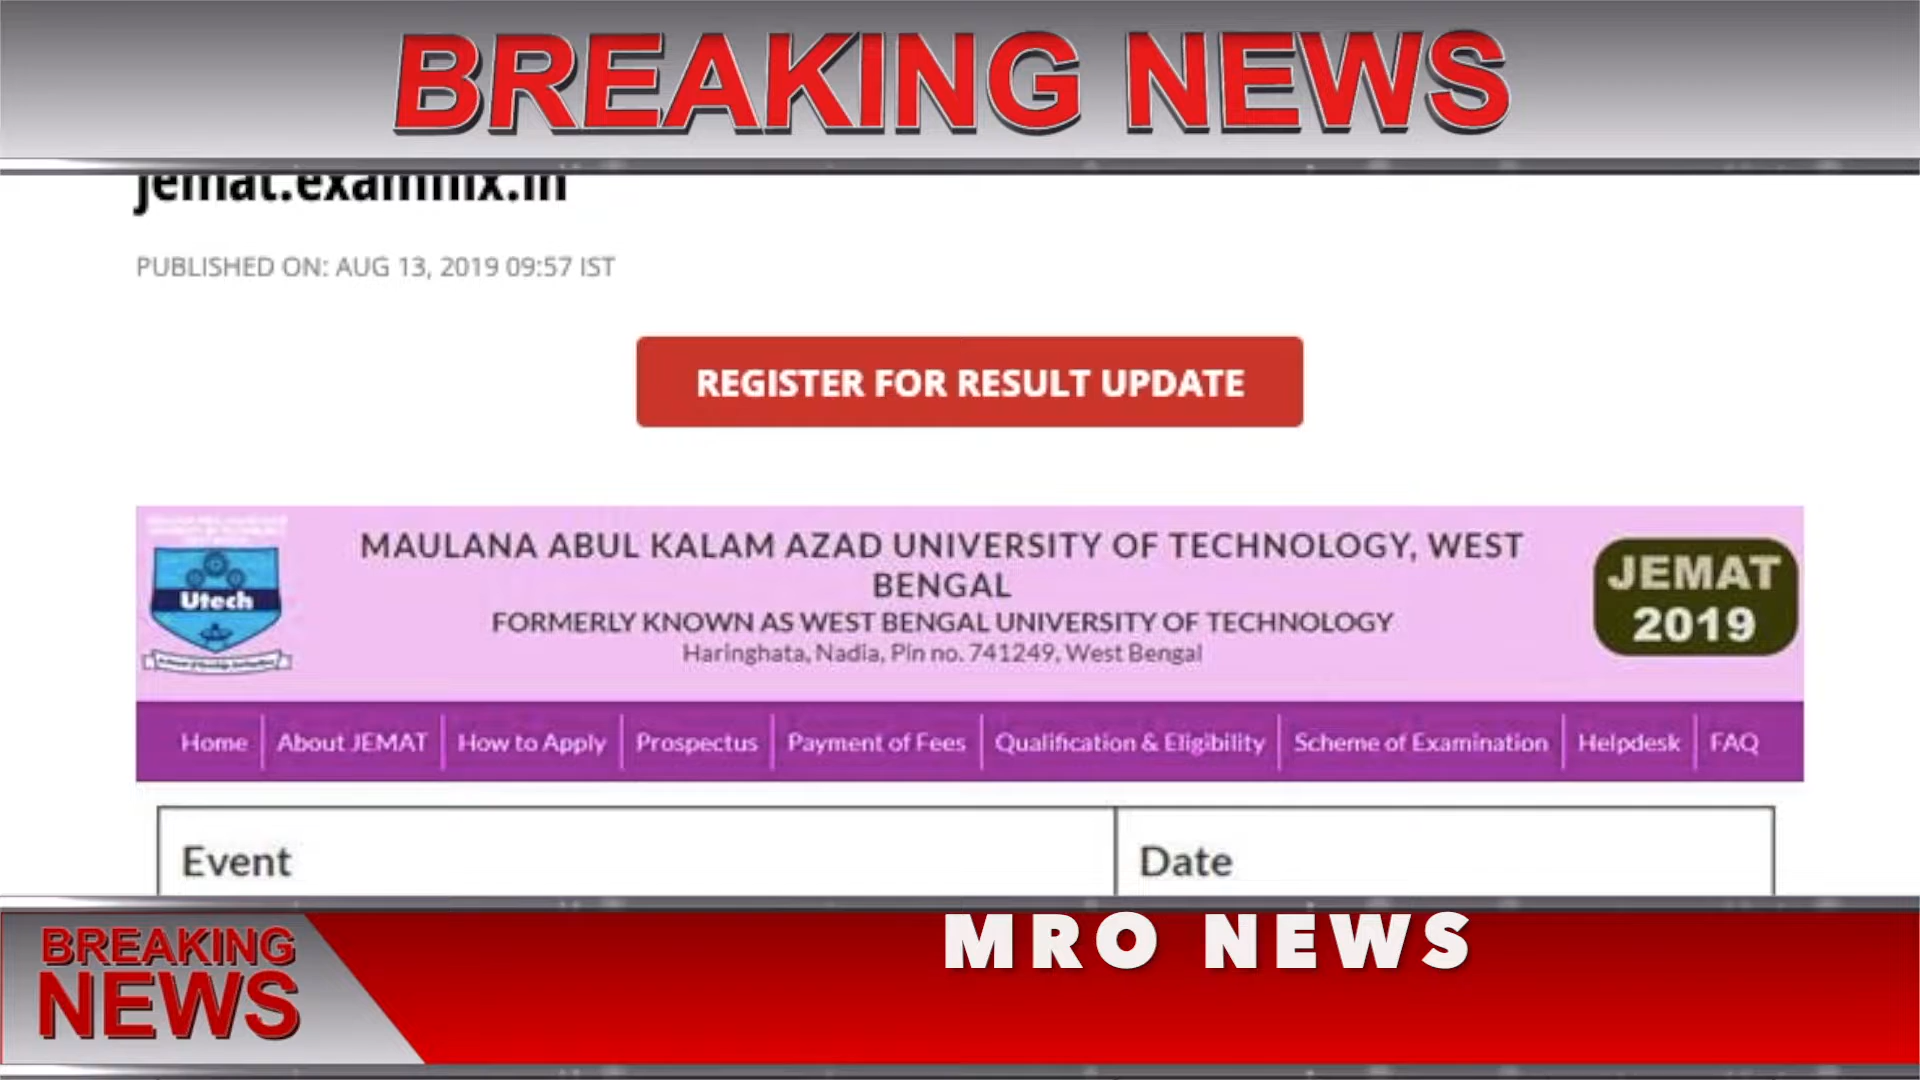 BREAKING NEWS
jemat.examflix.in
PUBLISHED ON: AUG 13, 2019 09:57 IST
REGISTER FOR RESULT UPDATE
MAULANA ABUL KALAM AZAD UNIVERSITY OF TECHNOLOGY, WEST
BENGAL
FORMERLY KNOWN AS WEST BENGAL UNIVERSITY OF TECHNOLOGY
Haringhata, Nadia, Pin no. 741249, West Bengal
Utech
JEMAT
2019
Home About JEMAT How to Apply Prospectus Payment of Fees Qualification & Eligibility Scheme of Examination Helpdesk FAQ
Event Date
BREAKING
NEWS
MRO NEWS